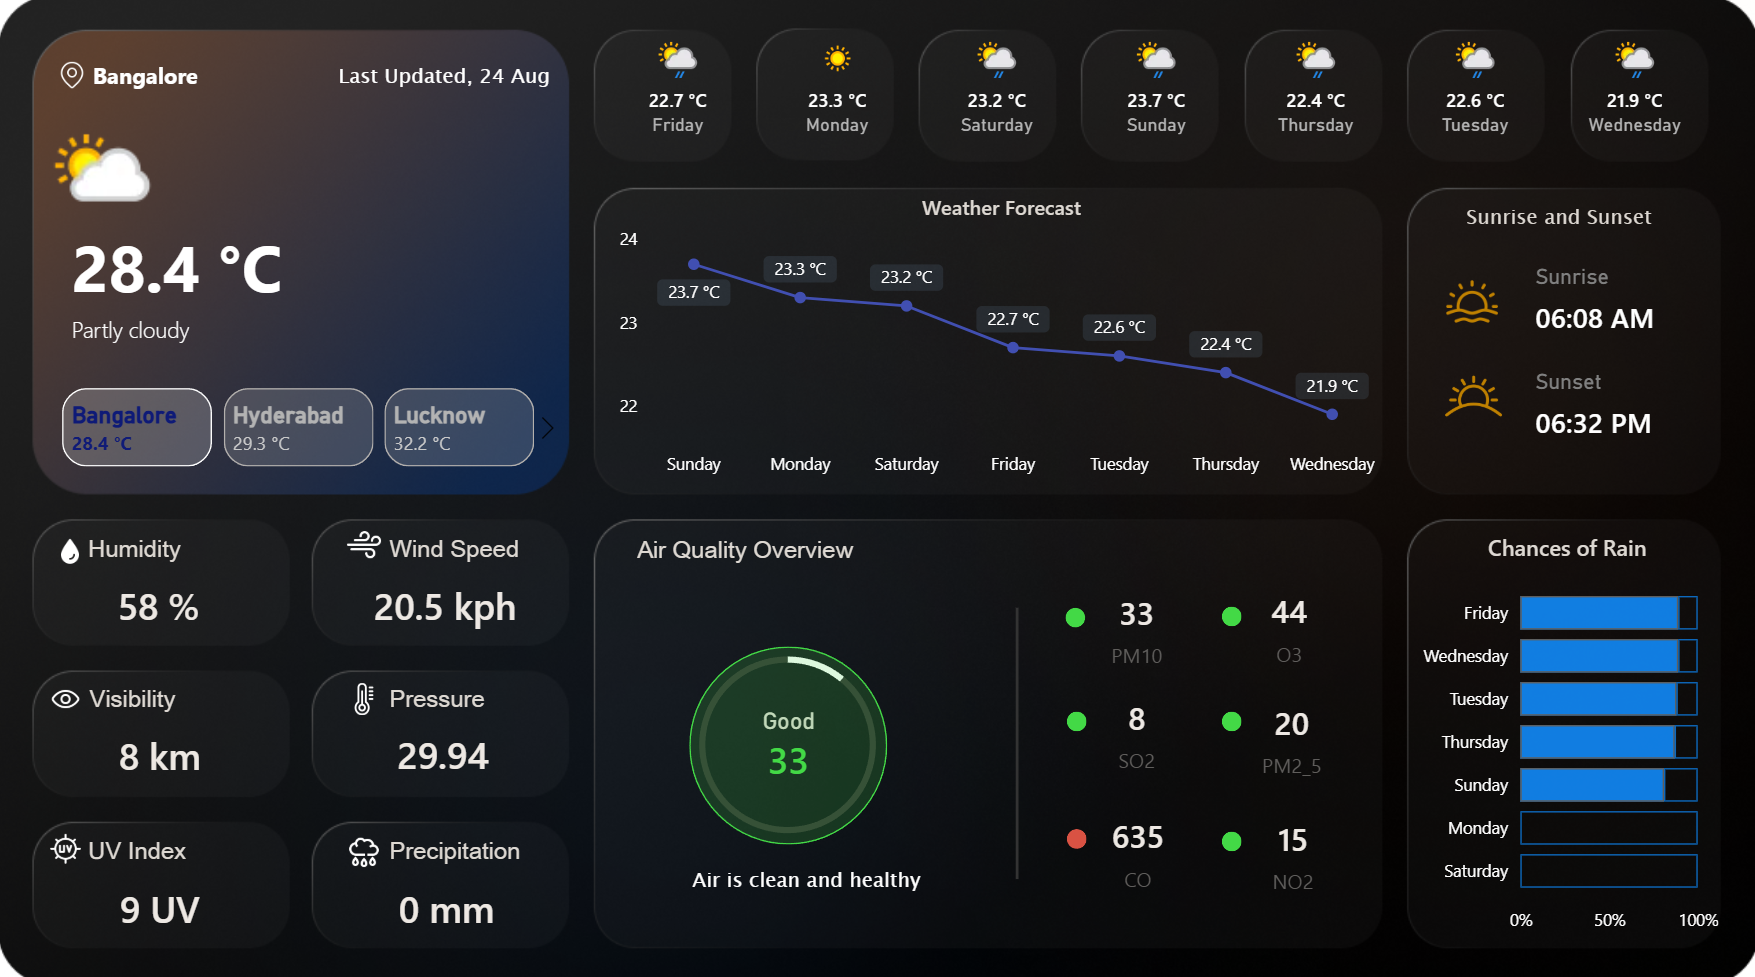 Bangalore
Last Updated, 24 Aug
28.4 °C
Partly cloudy
Bangalore
28.4 °C
Hyderabad
29.3 °C
Lucknow
32.2 °C
22.7 °C
Friday
23.3 °C
Monday
23.2 °C
Saturday
23.7 °C
Sunday
22.4 °C
Thursday
22.6 °C
Tuesday
21.9 °C
Wednesday
Weather Forecast
24
23
22
23.7 °C
23.3 °C
23.2 °C
22.7 °C
22.6 °C
22.4 °C
21.9 °C
Sunday
Monday
Saturday
Friday
Tuesday
Thursday
Wednesday
Sunrise and Sunset
Sunrise
06:08 AM
Sunset
06:32 PM
Humidity
58 %
Wind Speed
20.5 kph
Visibility
8 km
Pressure
29.94
UV
UV Index
9 UV
Precipitation
0 mm
Air Quality Overview
Good
33
Air is clean and healthy
33
PM10
44
O3
8
SO2
20
PM2_5
635
CO
15
NO2
Chances of Rain
Friday
Wednesday
Tuesday
Thursday
Sunday
Monday
Saturday
0%
50%
100%